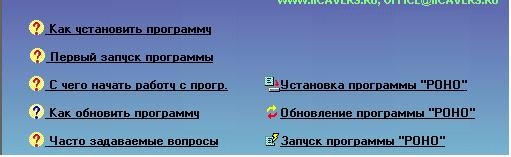 WWW.IICAVERS.RU, OFFICE@IICAVERS.RU
Как установить программу
Первый запуск программы
С чего начать работу с прогр.
Установка программы "РОНО"
Как обновить программу
Обновление программы "РОНО"
Часто задаваемые вопросы
Запуск программы "РОНО"